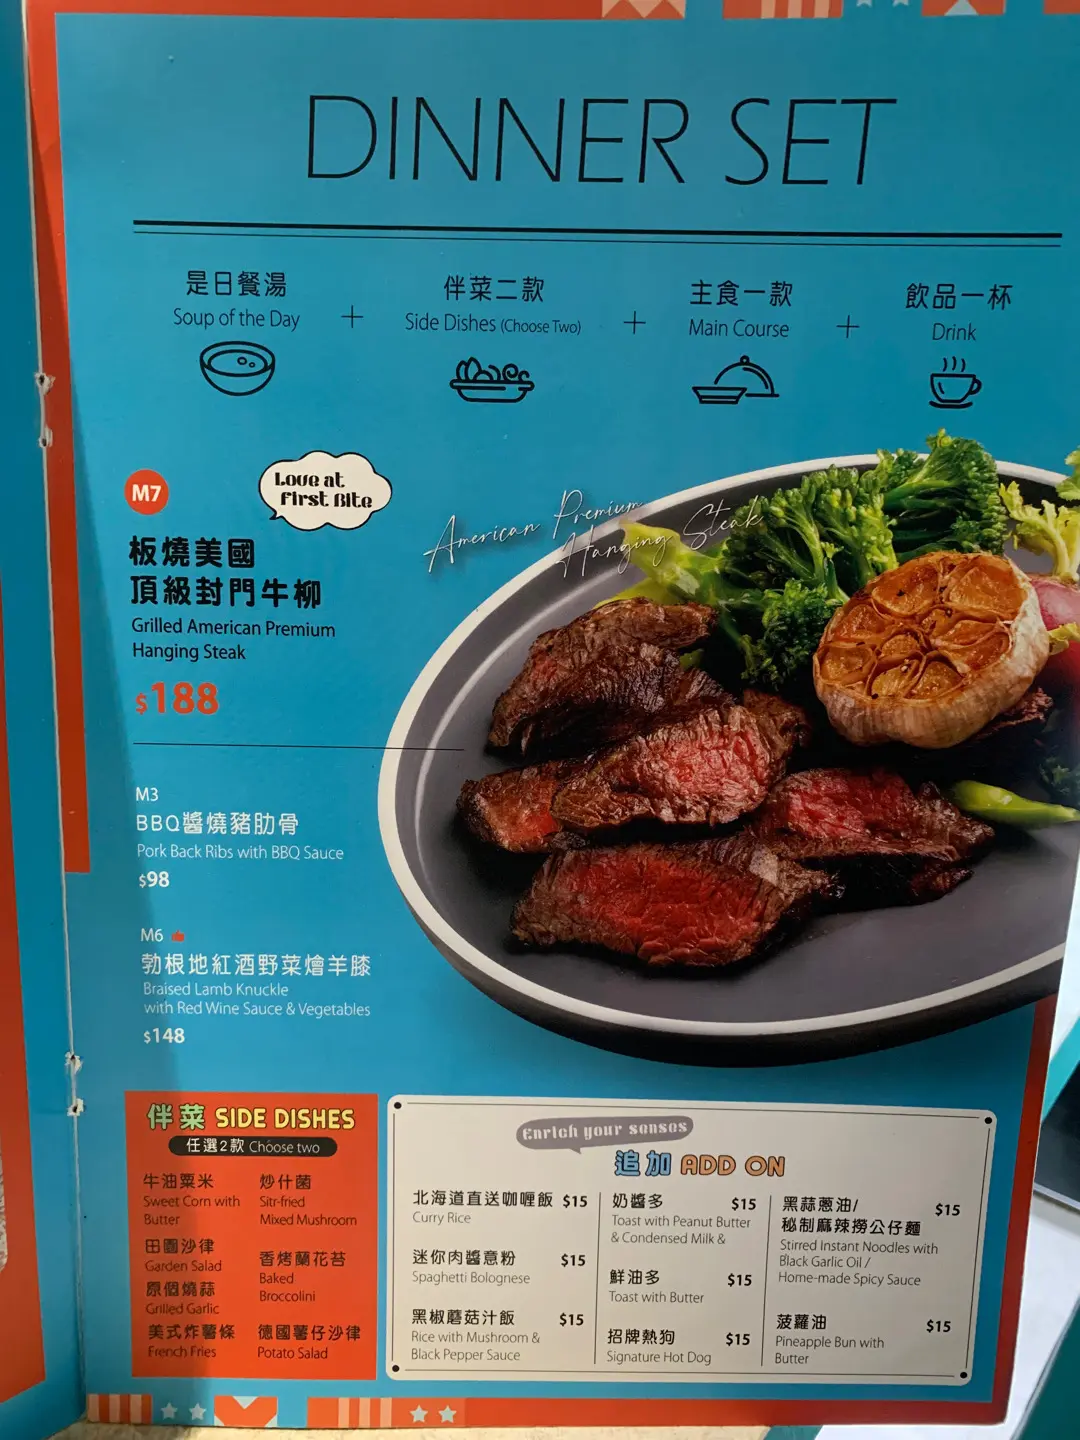 DINNER SET
是日餐湯
Soup of the Day
+
伴菜二款
Side Dishes (Choose Two)
+
主食一款
Main Course
+
飲品一杯
Drink
M7
Love at
First Bite
American Premium
Hanging Steak
板燒美國
頂級封門牛柳
Grilled American Premium
Hanging Steak
$188
M3
BBQ醬燒豬肋骨
Pork Back Ribs with BBQ Sauce
$98
M6
勃根地紅酒野菜燴羊膝
Braised Lamb Knuckle
with Red Wine Sauce & Vegetables
$148
伴菜 SIDE DISHES
任選2款 Choose two
牛油粟米
Sweet Corn with
Butter
田園沙律
Garden Salad
原個燒蒜
Grilled Garlic
美式炸薯條
French Fries
炒什菌
Sitr-fried
Mixed Mushroom
香烤蘭花苔
Baked
Broccolini
德國薯仔沙律
Potato Salad
Enrich your senses
追加 ADD ON
北海道直送咖喱飯 $15
Curry Rice
迷你肉醬意粉 $15
Spaghetti Bolognese
黑椒蘑菇汁飯 $15
Rice with Mushroom &
Black Pepper Sauce
奶醬多 $15
Toast with Peanut Butter
& Condensed Milk &
鮮油多 $15
Toast with Butter
招牌熱狗 $15
Signature Hot Dog
黑蒜蔥油/
秘制麻辣撈公仔麵 $15
Stirred Instant Noodles with
Black Garlic Oil /
Home-made Spicy Sauce
菠蘿油 $15
Pineapple Bun with
Butter